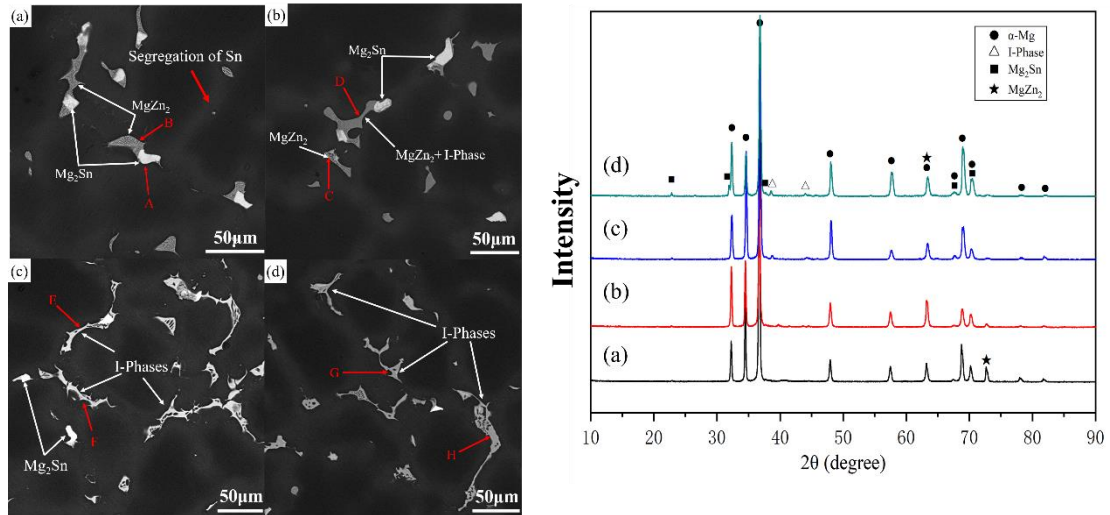 (a)
Segregation of Sn
MgZn₂
B
Mg₂Sn
A
50μm
(b)
Mg₂Sn
D
MgZn₂
MgZn₂+I-Phase
C
50μm
(c)
E
I-Phases
F
Mg₂Sn
50μm
(d)
I-Phases
G
H
50μm
α-Mg
I-Phase
Mg₂Sn
MgZn₂
(d)
(c)
(b)
(a)
Intensity
10 20 30 40 50 60 70 80 90
2θ (degree)